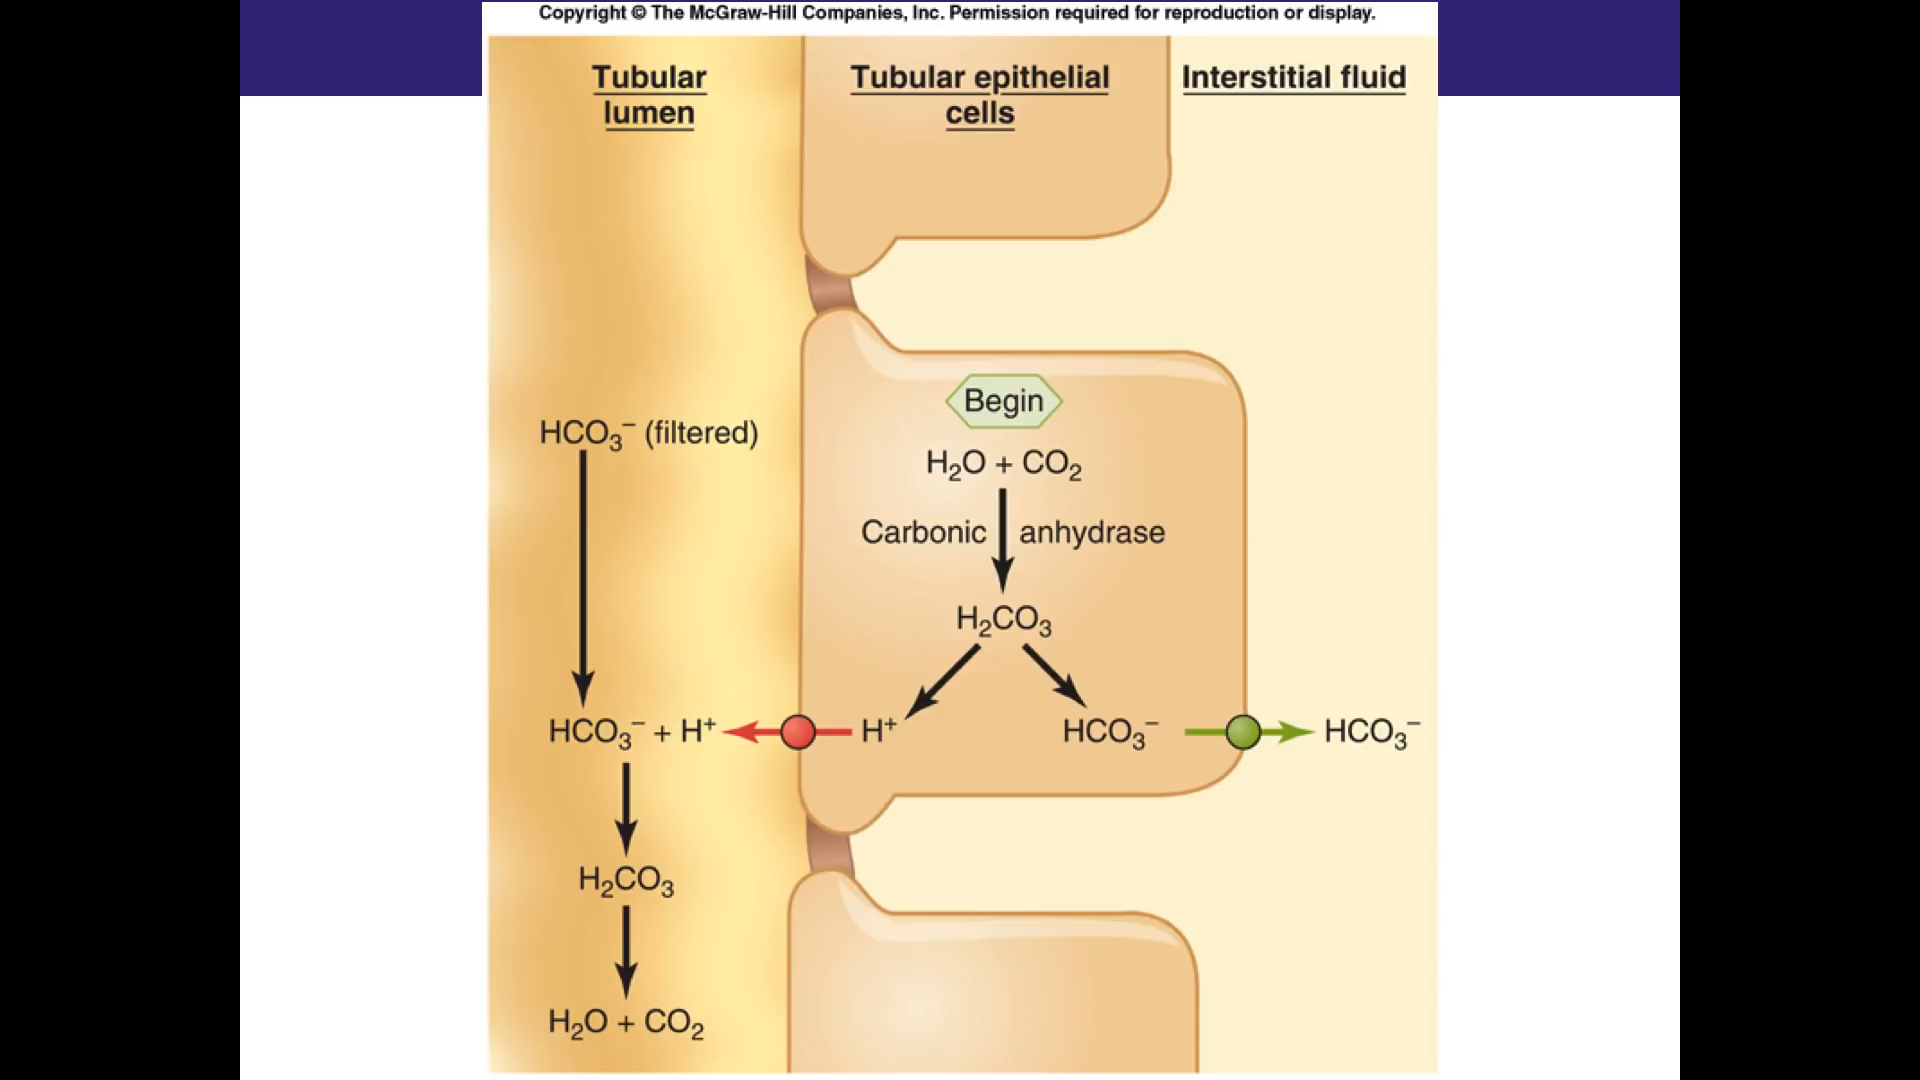 Copyright © The McGraw-Hill Companies, Inc. Permission required for reproduction or display.
Tubular
lumen
Tubular epithelial
cells
Interstitial fluid
Begin
HCO₃⁻ (filtered)
H₂O + CO₂
Carbonic anhydrase
H₂CO₃
HCO₃⁻ + H⁺
H⁺
HCO₃⁻
HCO₃⁻
H₂CO₃
H₂O + CO₂